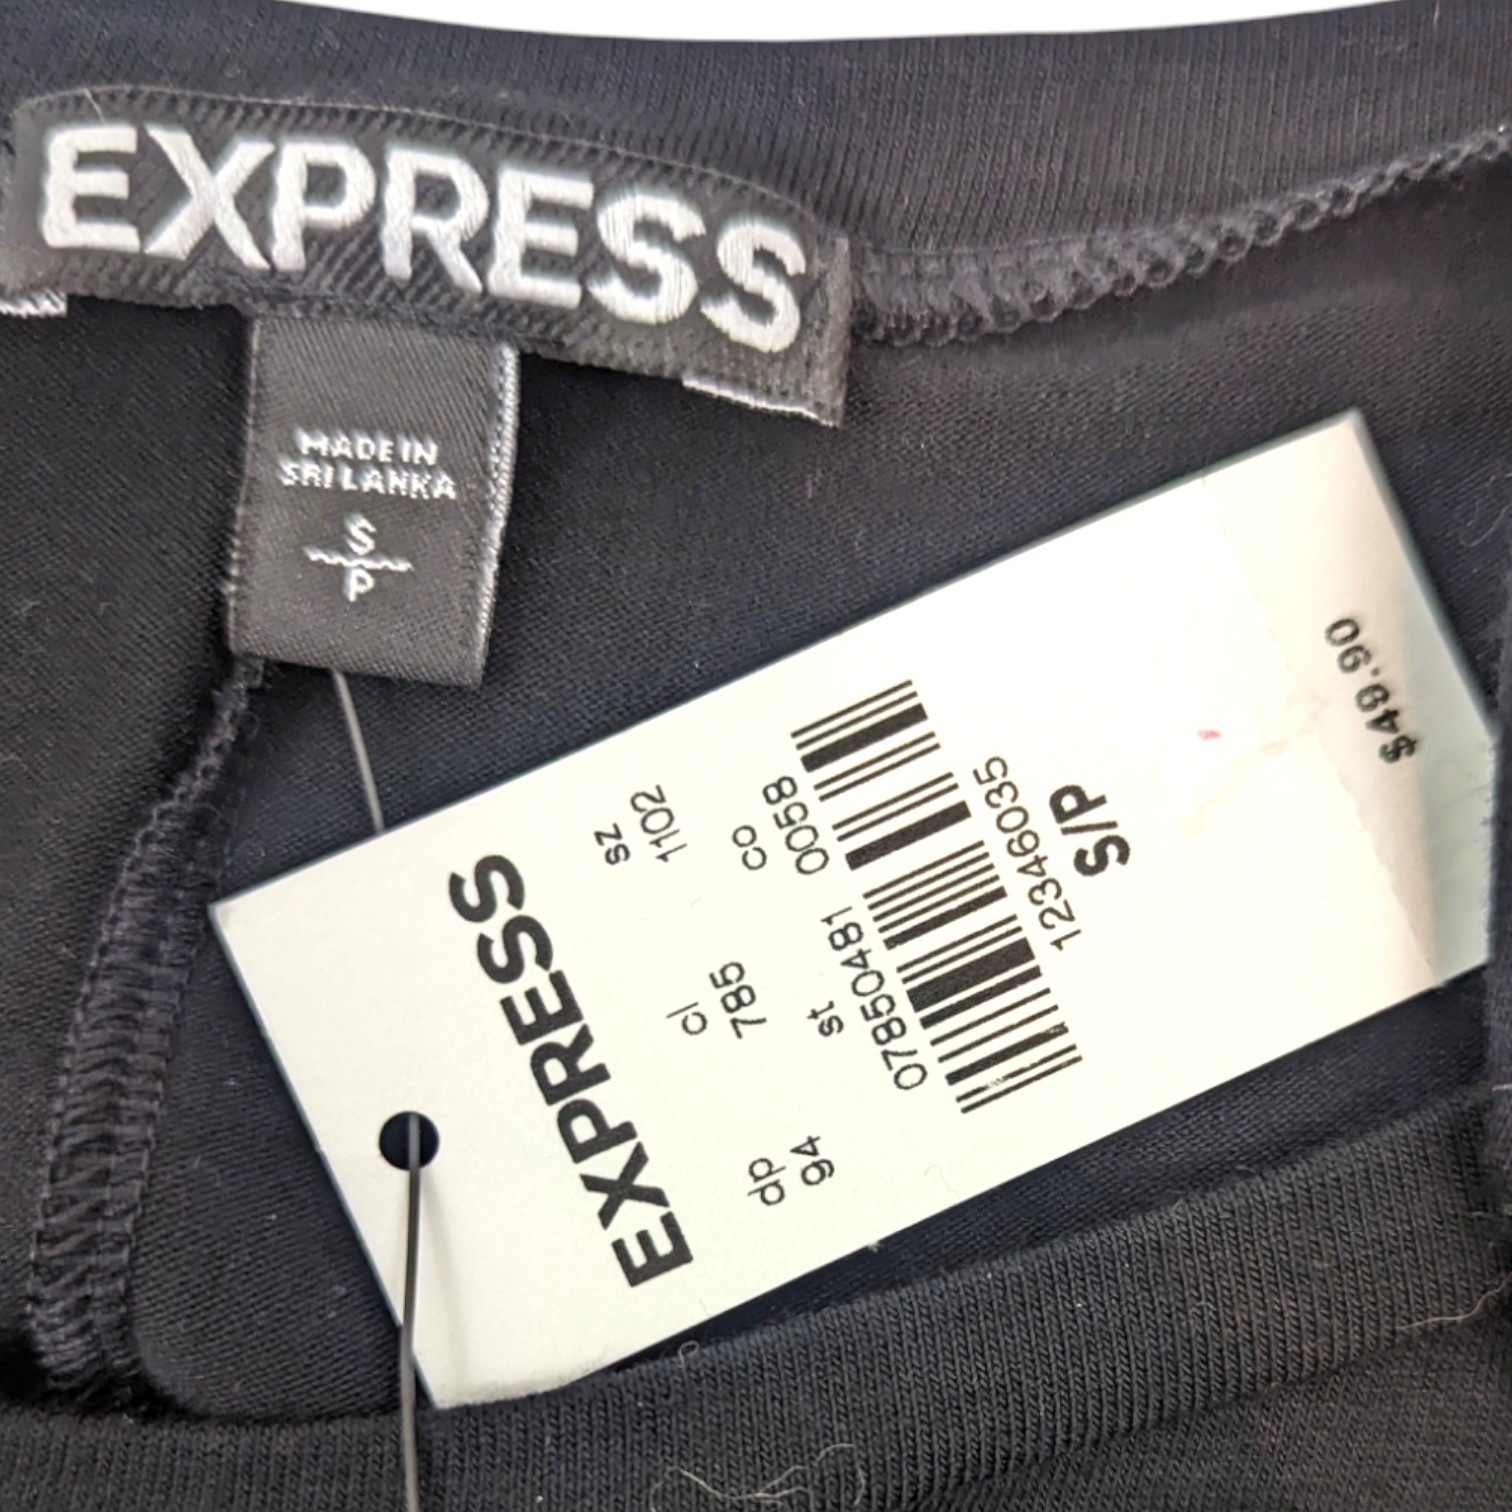 EXPRESS
MADE IN
SRI LANKA
S
P
EXPRESS
dp cl sz
94 785 1102
st co
07850481 0058
12346035
S/P
$49.90